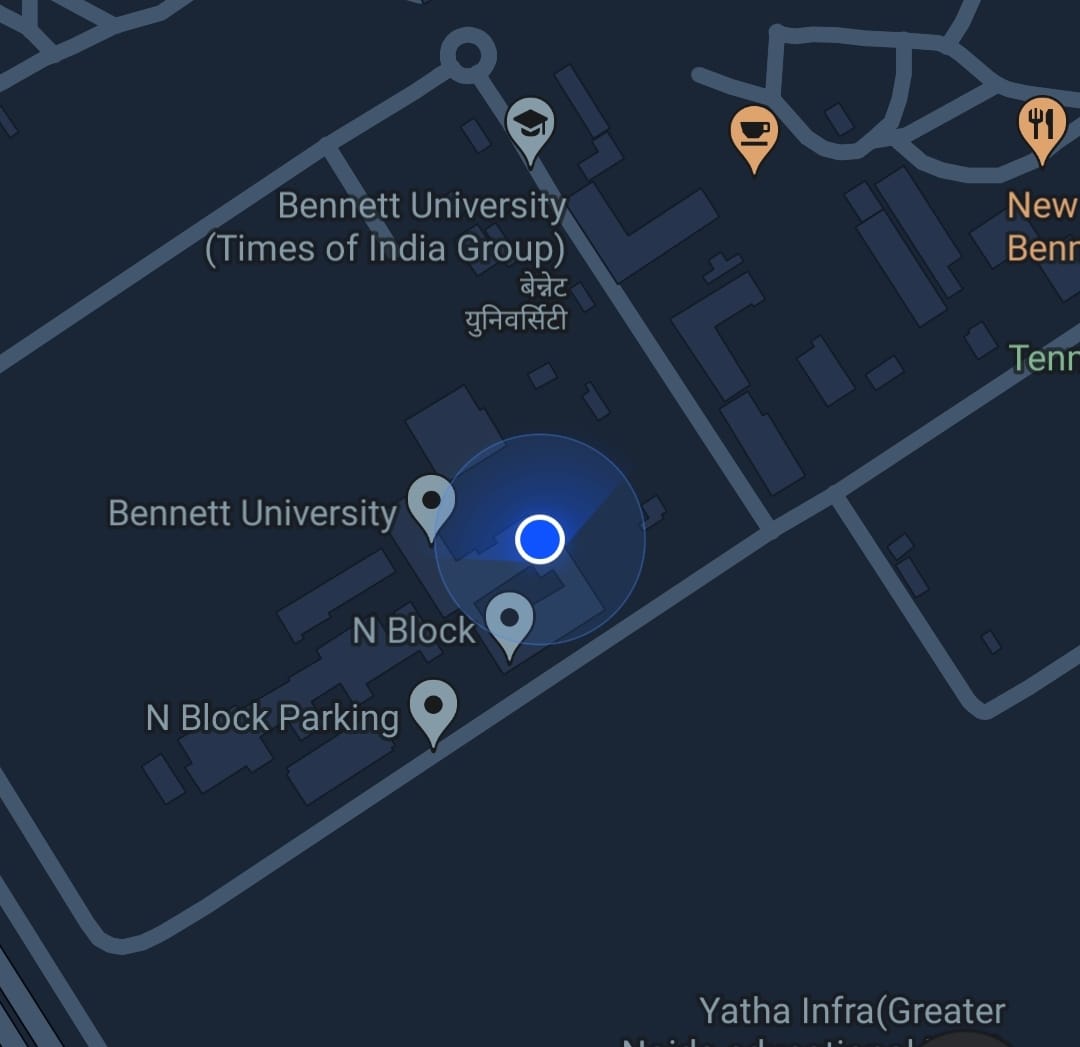 Bennett University
(Times of India Group)
बेन्नेट
युनिवर्सिटी
New
Benn
Tenn
Bennett University
N Block
N Block Parking
Yatha Infra(Greater